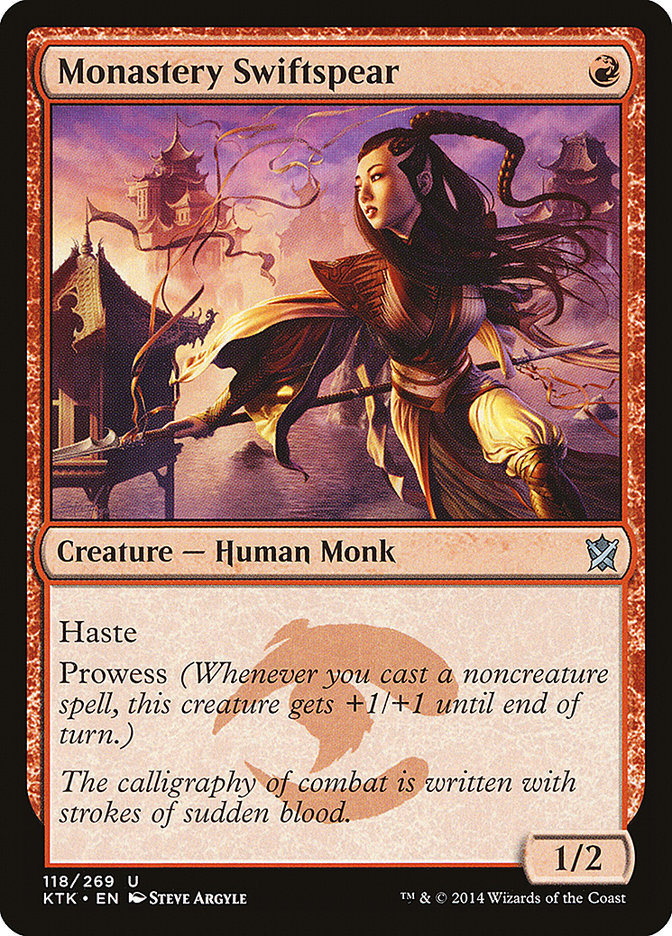 Monastery Swiftspear
Creature — Human Monk
Haste
Prowess (Whenever you cast a noncreature
spell, this creature gets +1/+1 until end of
turn.)
The calligraphy of combat is written with
strokes of sudden blood.
1/2
118/269 U
KTK • EN Steve Argyle
™ & © 2014 Wizards of the Coast